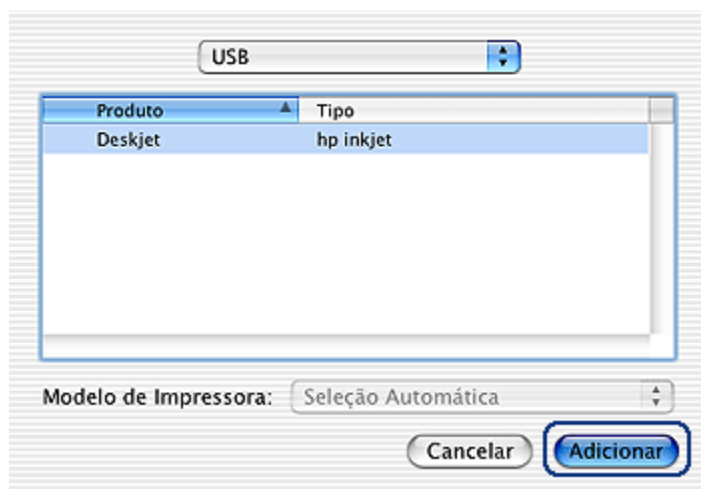 USB
Produto Tipo
Deskjet hp inkjet
Modelo de Impressora: Seleção Automática
Cancelar Adicionar